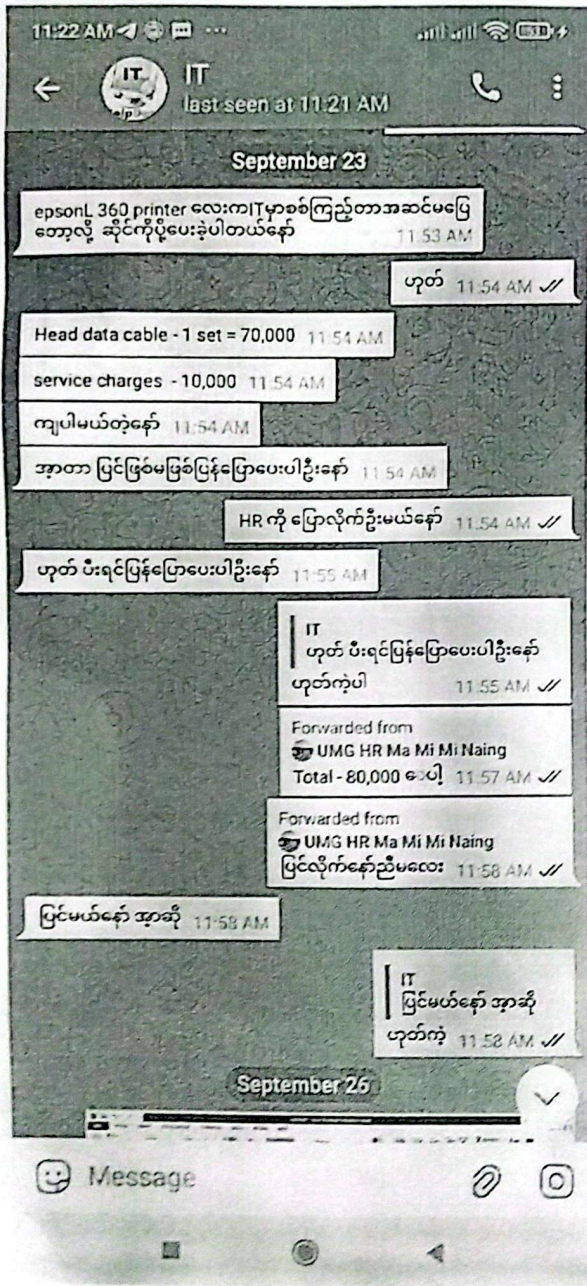 11:22 AM
IT
last seen at 11:21 AM
September 23
epsonL 360 printer လေးကITမှာစစ်ကြည့်တာအဆင်မပြေ
ဘော့လို့ ဆိုင်ကိုပို့ပေးခဲ့ပါတယ်နော်
11:53 AM
ဟုတ် 11:54 AM
Head data cable - 1 set = 70,000 11:54 AM
service charges - 10,000 11:54 AM
ကျပါမယ်တဲ့နော် 11:54 AM
အာ့တာ ပြင်ဖြစ်မဖြစ်ပြန်ပြောပေးပါဦးနော် 11:54 AM
HR ကို ပြောလိုက်ဦးမယ်နော် 11:54 AM
ဟုတ် ပီးရင်ပြန်ပြောပေးပါဦးနော် 11:55 AM
IT
ဟုတ် ပီးရင်ပြန်ပြောပေးပါဦးနော်
ဟုတ်ကဲ့ပါ 11:55 AM
Forwarded from
UMG HR Ma Mi Mi Naing
Total - 80,000 ပေါ့ 11:57 AM
Forwarded from
UMG HR Ma Mi Mi Naing
ပြင်လိုက်နော်ညီမလေး 11:58 AM
ပြင်မယ်နော် အာ့ဆို 11:58 AM
IT
ပြင်မယ်နော် အာ့ဆို
ဟုတ်ကဲ့ 11:58 AM
September 26
Message